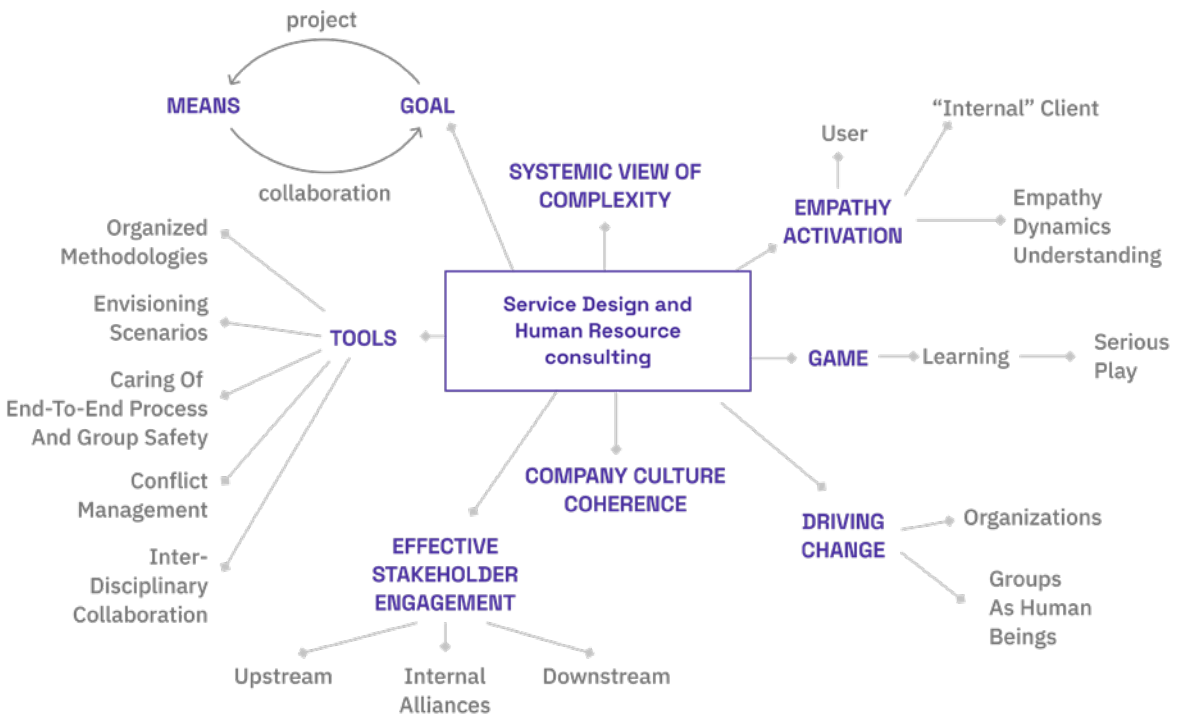 project
MEANS
GOAL
collaboration
SYSTEMIC VIEW OF
COMPLEXITY
"Internal" Client
User
EMPATHY
ACTIVATION
Empathy
Dynamics
Understanding
Organized
Methodologies
Envisioning
Scenarios
TOOLS
Caring Of
End-To-End Process
And Group Safety
Conflict
Management
Inter-
Disciplinary
Collaboration
Service Design and
Human Resource
consulting
GAME
Learning
Serious
Play
COMPANY CULTURE
COHERENCE
DRIVING
CHANGE
Organizations
Groups
As Human
Beings
EFFECTIVE
STAKEHOLDER
ENGAGEMENT
Upstream
Internal
Alliances
Downstream